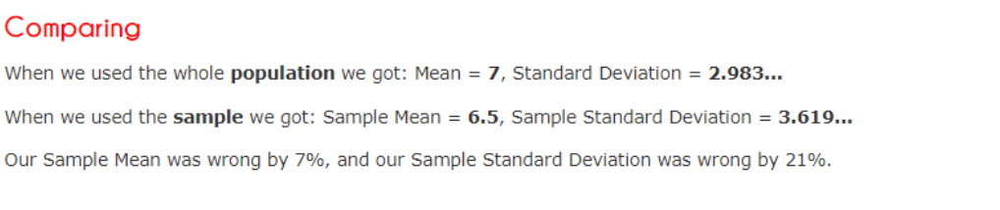 Comparing
When we used the whole population we got: Mean = 7, Standard Deviation = 2.983...
When we used the sample we got: Sample Mean = 6.5, Sample Standard Deviation = 3.619...
Our Sample Mean was wrong by 7%, and our Sample Standard Deviation was wrong by 21%.